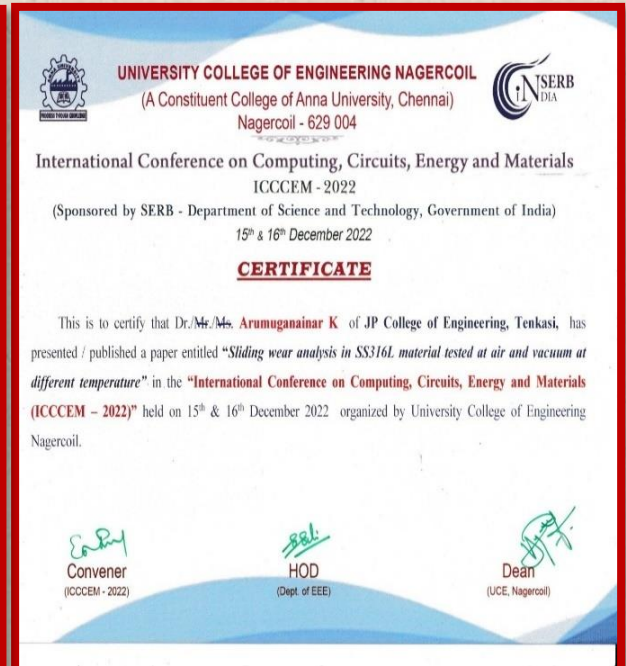 UNIVERSITY COLLEGE OF ENGINEERING NAGERCOIL
(A Constituent College of Anna University, Chennai)
Nagercoil - 629 004
SERB
INDIA
PROGRESS THROUGH KNOWLEDGE
International Conference on Computing, Circuits, Energy and Materials
ICCCEM - 2022
(Sponsored by SERB - Department of Science and Technology, Government of India)
15th & 16th December 2022
CERTIFICATE
This is to certify that Dr./Mr./Ms. Arumuganainar K of JP College of Engineering, Tenkasi, has
presented / published a paper entitled “Sliding wear analysis in SS316L material tested at air and vacuum at
different temperature” in the “International Conference on Computing, Circuits, Energy and Materials
(ICCCEM – 2022)” held on 15th & 16th December 2022 organized by University College of Engineering
Nagercoil.
Convener
(ICCCEM - 2022)
HOD
(Dept. of EEE)
Dean
(UCE, Nagercoil)